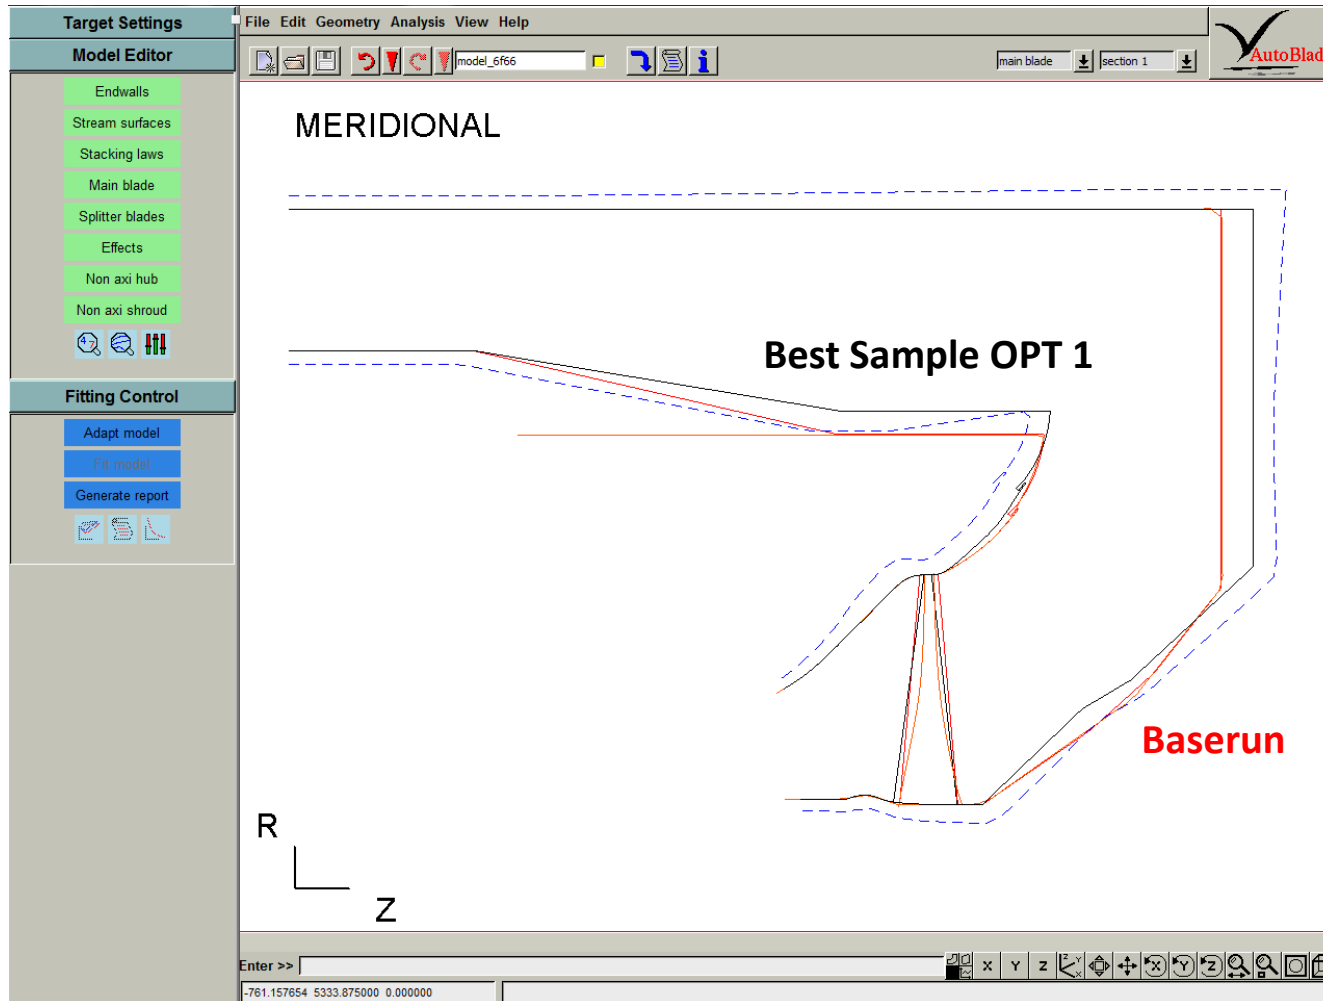 Target Settings
Model Editor
Endwalls
Stream surfaces
Stacking laws
Main blade
Splitter blades
Effects
Non axi hub
Non axi shroud
Fitting Control
Adapt model
Fit model
Generate report
File Edit Geometry Analysis View Help
model_6f66
main blade section 1
AutoBlad
MERIDIONAL
Best Sample OPT 1
Baserun
R
Z
Enter >>
X Y Z
-761.157654 5333.875000 0.000000